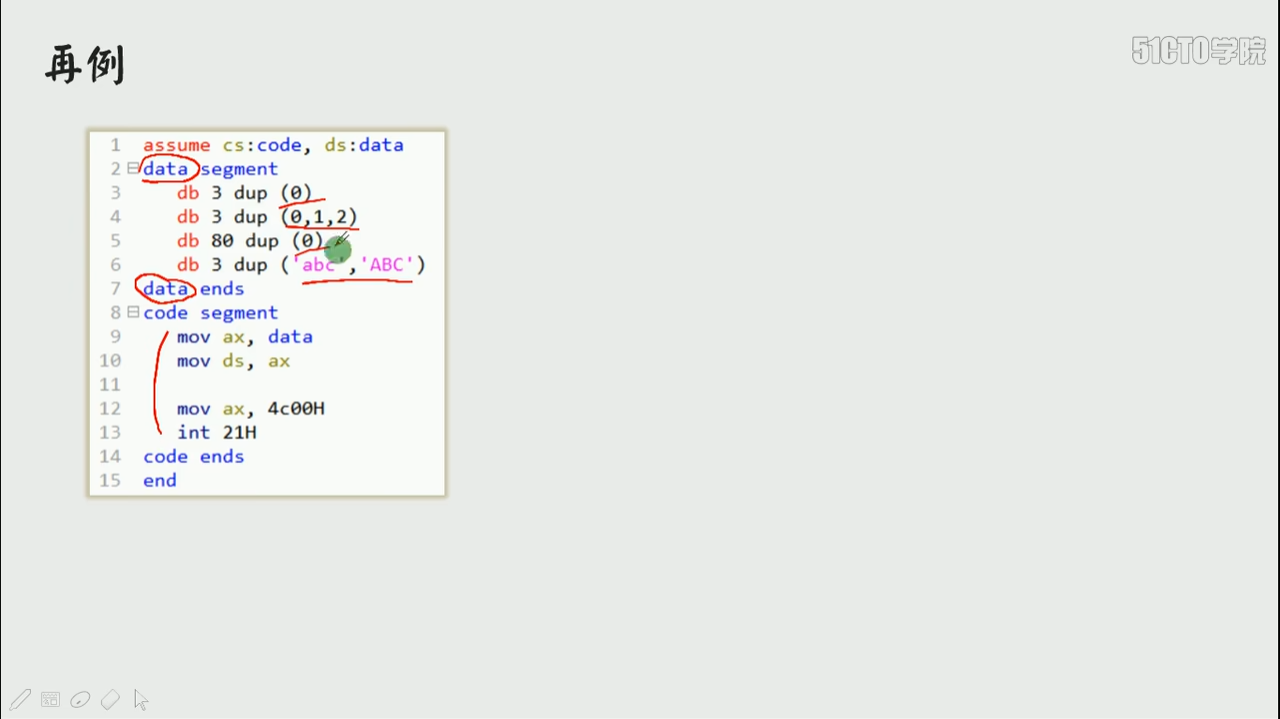 再例
51CTO学院
1 assume cs:code, ds:data
2 data segment
3 db 3 dup (0)
4 db 3 dup (0,1,2)
5 db 80 dup (0)
6 db 3 dup ('abc','ABC')
7 data ends
8 code segment
9 mov ax, data
10 mov ds, ax
11
12 mov ax, 4c00H
13 int 21H
14 code ends
15 end